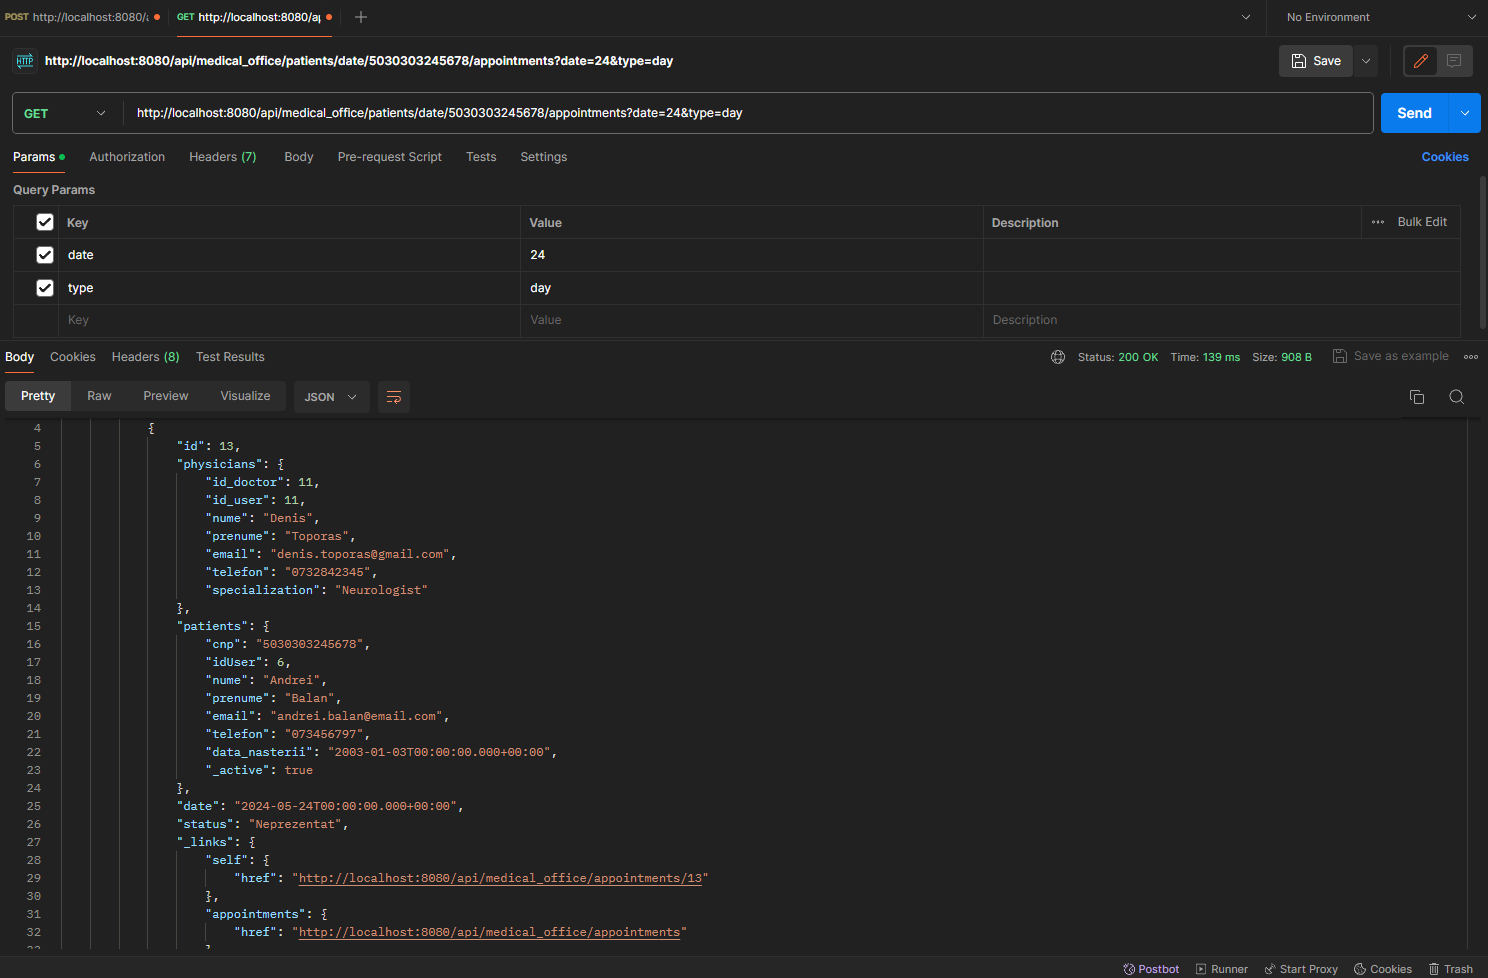 POST http://localhost:8080/a GET http://localhost:8080/ap No Environment
HTTP http://localhost:8080/api/medical_office/patients/date/5030303245678/appointments?date=24&type=day Save
GET http://localhost:8080/api/medical_office/patients/date/5030303245678/appointments?date=24&type=day Send
Params Authorization Headers (7) Body Pre-request Script Tests Settings Cookies
Query Params
Key Value Description Bulk Edit
date 24
type day
Key Value Description
Body Cookies Headers (8) Test Results Status: 200 OK Time: 139 ms Size: 908 B Save as example
Pretty Raw Preview Visualize JSON
4 {
5 "id": 13,
6 "physicians": {
7 "id_doctor": 11,
8 "id_user": 11,
9 "nume": "Denis",
10 "prenume": "Toporas",
11 "email": "denis.toporas@gmail.com",
12 "telefon": "0732842345",
13 "specialization": "Neurologist"
14 },
15 "patients": {
16 "cnp": "5030303245678",
17 "idUser": 6,
18 "nume": "Andrei",
19 "prenume": "Balan",
20 "email": "andrei.balan@email.com",
21 "telefon": "073456797",
22 "data_nasterii": "2003-01-03T00:00:00.000+00:00",
23 "_active": true
24 },
25 "date": "2024-05-24T00:00:00.000+00:00",
26 "status": "Neprezentat",
27 "_links": {
28 "self": {
29 "href": "http://localhost:8080/api/medical_office/appointments/13"
30 },
31 "appointments": {
32 "href": "http://localhost:8080/api/medical_office/appointments"
Postbot Runner Start Proxy Cookies Trash